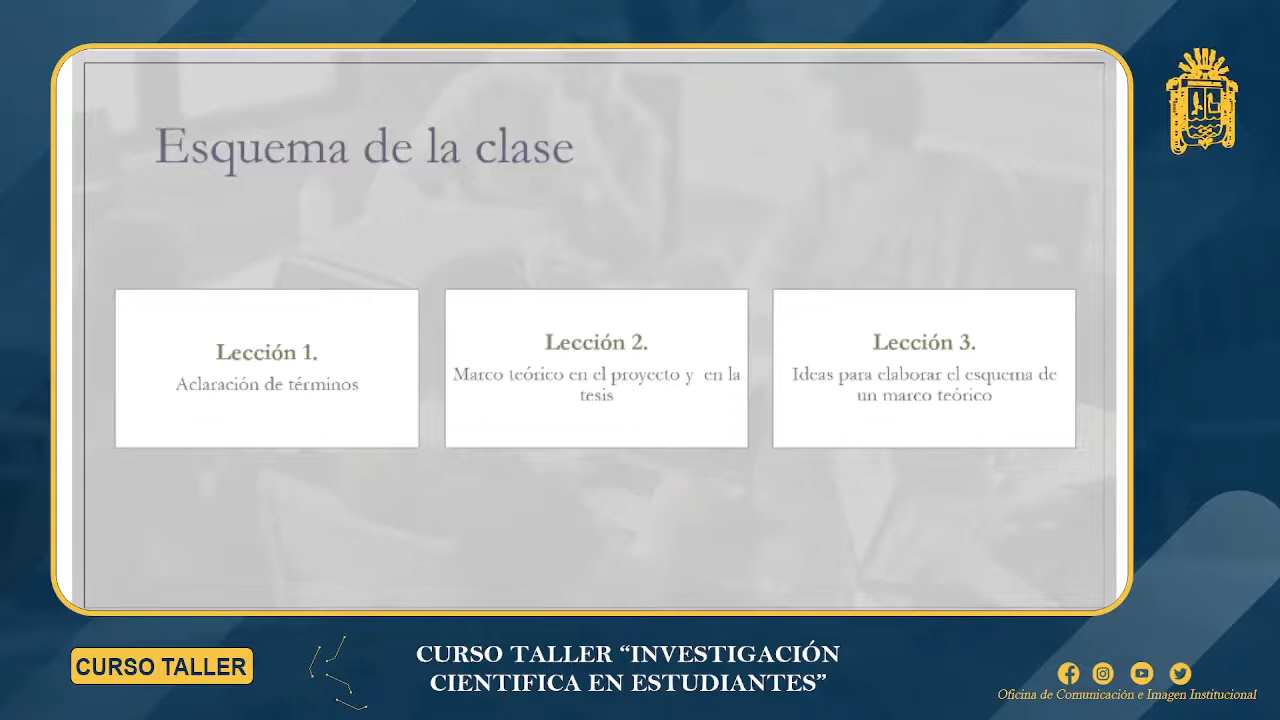 Esquema de la clase
Lección 1.
Aclaración de términos
Lección 2.
Marco teórico en el proyecto y en la
tesis
Lección 3.
Ideas para elaborar el esquema de
un marco teórico
CURSO TALLER
CURSO TALLER “INVESTIGACIÓN
CIENTIFICA EN ESTUDIANTES”
Oficina de Comunicación e Imagen Institucional